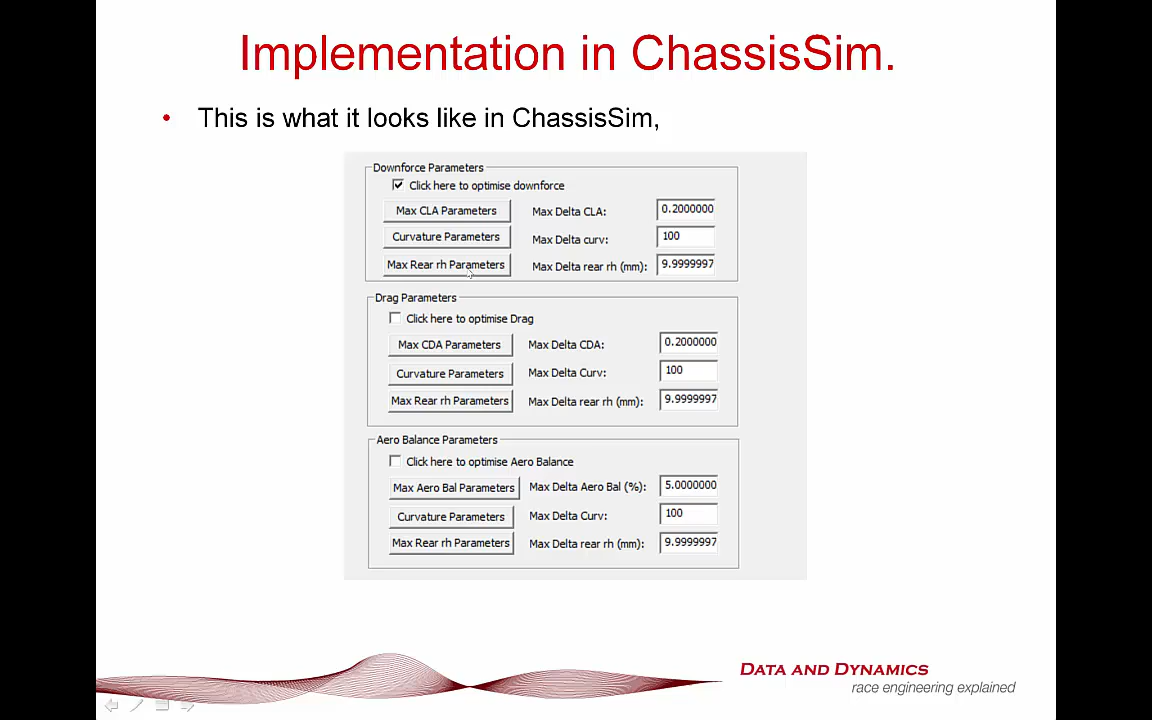 Implementation in ChassisSim.
• This is what it looks like in ChassisSim,
Downforce Parameters
Click here to optimise downforce
Max CLA Parameters Max Delta CLA: 0.2000000
Curvature Parameters Max Delta curv: 100
Max Rear rh Parameters Max Delta rear rh (mm): 9.9999997
Drag Parameters
Click here to optimise Drag
Max CDA Parameters Max Delta CDA: 0.2000000
Curvature Parameters Max Delta Curv: 100
Max Rear rh Parameters Max Delta rear rh (mm): 9.9999997
Aero Balance Parameters
Click here to optimise Aero Balance
Max Aero Bal Parameters Max Delta Aero Bal (%): 5.0000000
Curvature Parameters Max Delta Curv: 100
Max Rear rh Parameters Max Delta rear rh (mm): 9.9999997
DATA AND DYNAMICS
race engineering explained